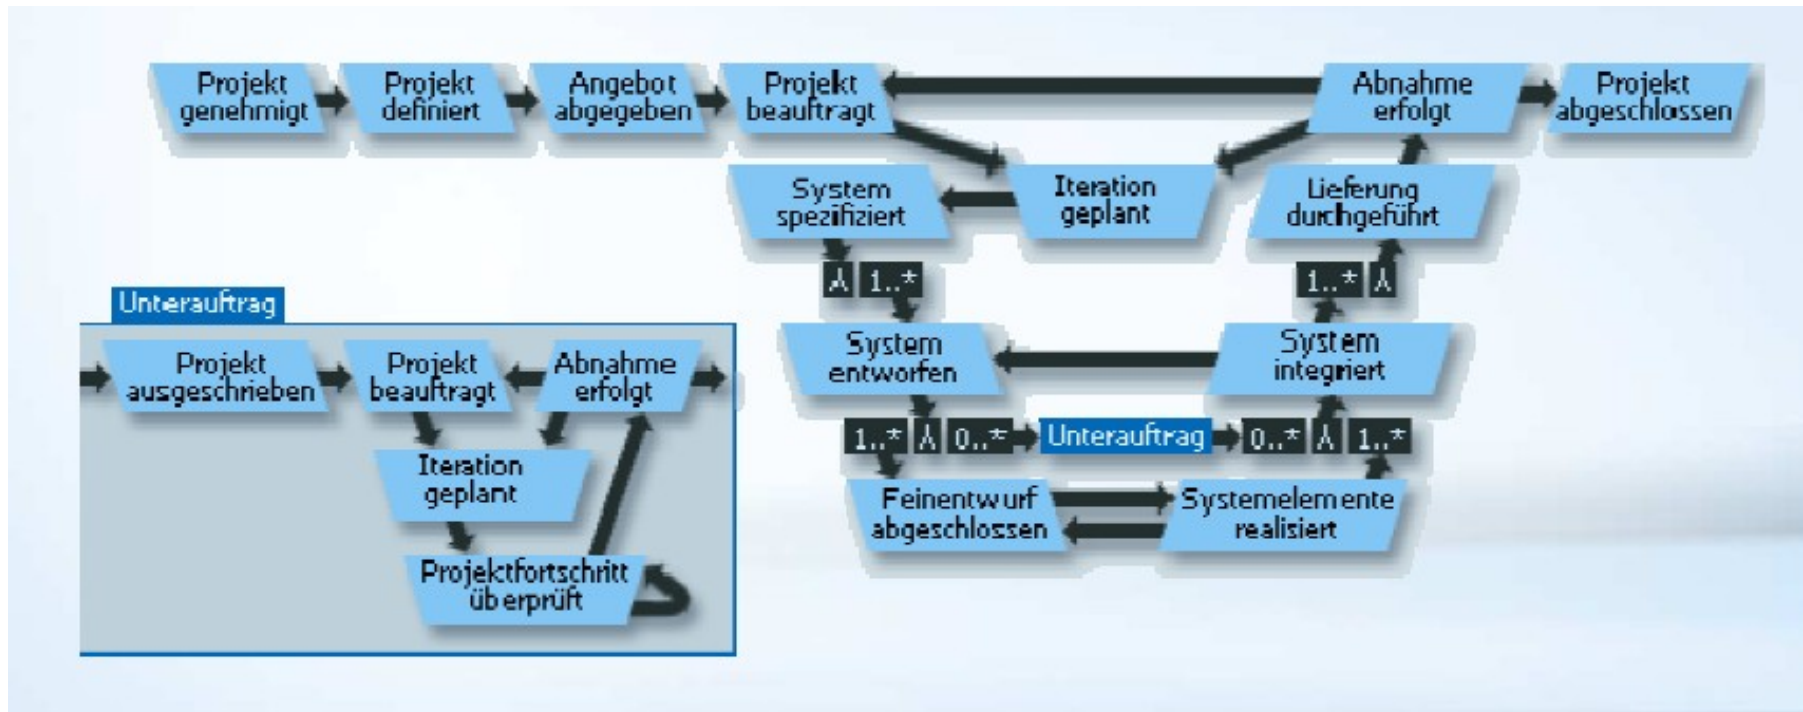 Projekt
genehmigt
Projekt
definiert
Angebot
abgegeben
Projekt
beauftragt
Abnahme
erfolgt
Projekt
abgeschlossen
System
spezifiziert
Iteration
geplant
Lieferung
durchgeführt
1..*
1..*
Unterauftrag
System
entworfen
System
integriert
Projekt
ausgeschrieben
Projekt
beauftragt
Abnahme
erfolgt
1..*
0..*
Unterauftrag
0..*
1..*
Iteration
geplant
Feinentwurf
abgeschlossen
Systemelemente
realisiert
Projektfortschritt
überprüft